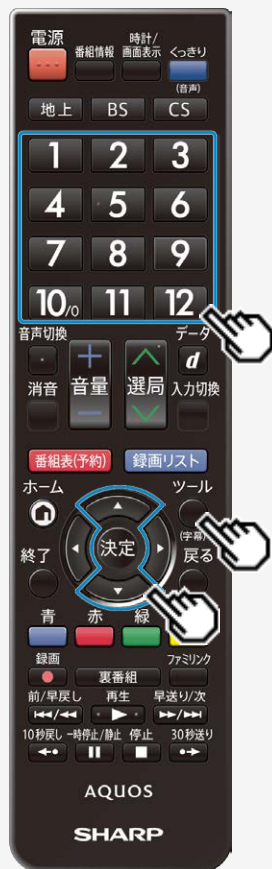 電源
番組情報
時計/
画面表示
くっきり
(音声)
地上 BS CS
1 2 3
4 5 6
7 8 9
10/0 11 12
音声切換
データ
d
消音 音量 選局 入力切換
番組表(予約) 録画リスト
ホーム ツール
(字幕)
決定
終了 戻る
青 赤 緑
録画 裏番組 ファミリンク
前/早戻し 再生 早送り/次
10秒戻し 一時停止/静止 停止 30秒送り
AQUOS
SHARP